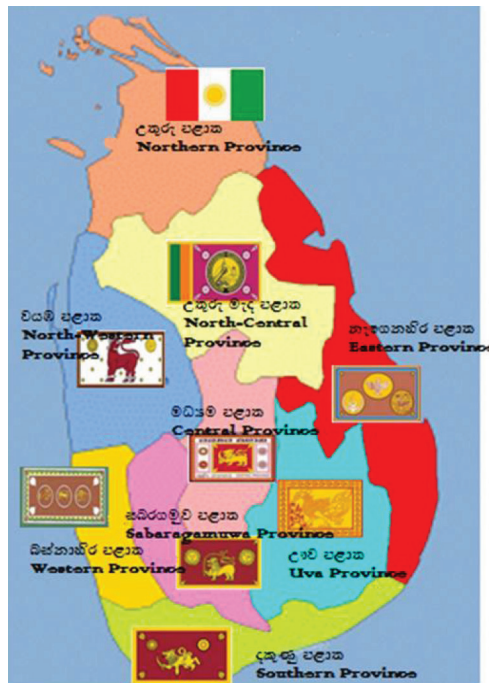 උතුරු පළාත
Northern Province
උතුරු මැද පළාත
North-Central
Province
වයඹ පළාත
North-Western
Province
නැගෙනහිර පළාත
Eastern Province
මධ්‍යම පළාත
Central Province
සබරගමුව පළාත
Sabaragamuwa Province
බස්නාහිර පළාත
Western Province
ඌව පළාත
Uva Province
දකුණු පළාත
Southern Province